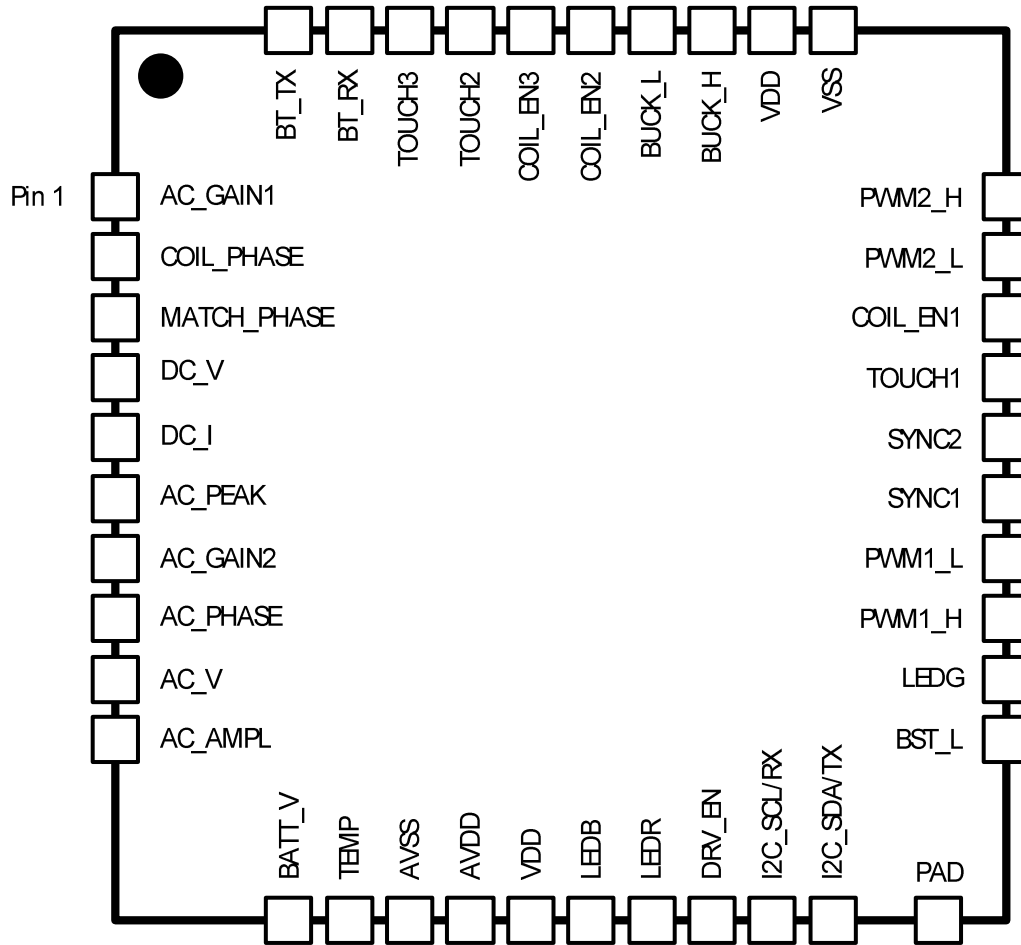 BT_TX
BT_RX
TOUCH3
TOUCH2
COIL_EN3
COIL_EN2
BUCK_L
BUCK_H
VDD
VSS
Pin 1
AC_GAIN1
COIL_PHASE
MATCH_PHASE
DC_V
DC_I
AC_PEAK
AC_GAIN2
AC_PHASE
AC_V
AC_AMPL
PWM2_H
PWM2_L
COIL_EN1
TOUCH1
SYNC2
SYNC1
PWM1_L
PWM1_H
LEDG
BST_L
BATT_V
TEMP
AVSS
AVDD
VDD
LEDB
LEDR
DRV_EN
I2C_SCL/RX
I2C_SDA/TX
PAD